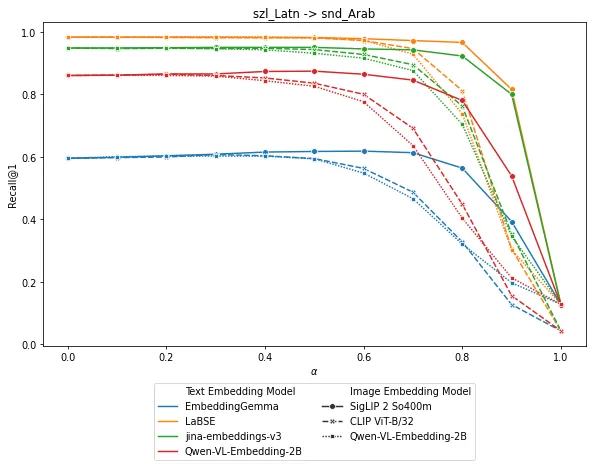 szl_Latn -> snd_Arab
Recall@1
1.0
0.8
0.6
0.4
0.2
0.0
0.0 0.2 0.4 0.6 0.8 1.0
α
Text Embedding Model
EmbeddingGemma
LaBSE
jina-embeddings-v3
Qwen-VL-Embedding-2B
Image Embedding Model
SigLIP 2 So400m
CLIP ViT-B/32
Qwen-VL-Embedding-2B